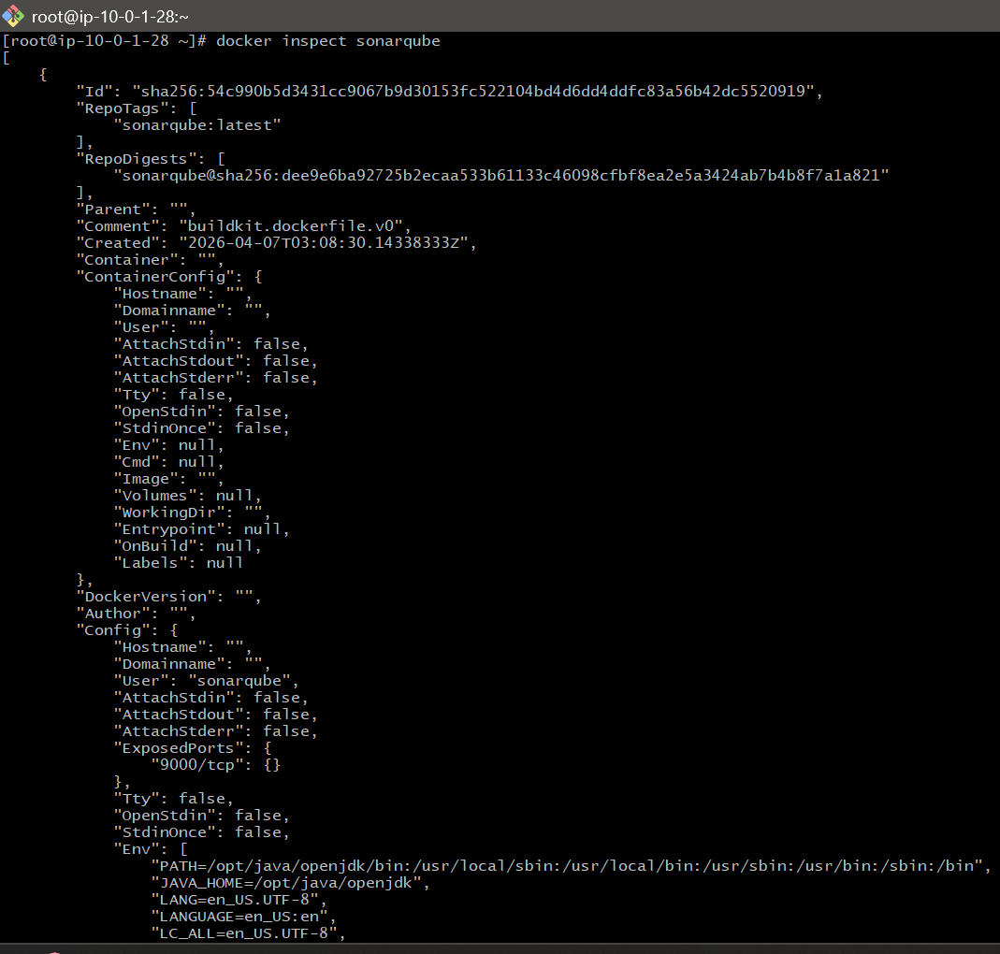 root@ip-10-0-1-28:~
[root@ip-10-0-1-28 ~]# docker inspect sonarqube
[
    {
        "Id": "sha256:54c990b5d3431cc9067b9d30153fc522104bd4d6dd4ddfc83a56b42dc5520919",
        "RepoTags": [
            "sonarqube:latest"
        ],
        "RepoDigests": [
            "sonarqube@sha256:dee9e6ba92725b2ecaa533b61133c46098cfbf8ea2e5a3424ab7b4b8f7a1a821"
        ],
        "Parent": "",
        "Comment": "buildkit.dockerfile.v0",
        "Created": "2026-04-07T03:08:30.14338333Z",
        "Container": "",
        "ContainerConfig": {
            "Hostname": "",
            "Domainname": "",
            "User": "",
            "AttachStdin": false,
            "AttachStdout": false,
            "AttachStderr": false,
            "Tty": false,
            "OpenStdin": false,
            "StdinOnce": false,
            "Env": null,
            "Cmd": null,
            "Image": "",
            "Volumes": null,
            "WorkingDir": "",
            "Entrypoint": null,
            "OnBuild": null,
            "Labels": null
        },
        "DockerVersion": "",
        "Author": "",
        "Config": {
            "Hostname": "",
            "Domainname": "",
            "User": "sonarqube",
            "AttachStdin": false,
            "AttachStdout": false,
            "AttachStderr": false,
            "ExposedPorts": {
                "9000/tcp": {}
            },
            "Tty": false,
            "OpenStdin": false,
            "StdinOnce": false,
            "Env": [
                "PATH=/opt/java/openjdk/bin:/usr/local/sbin:/usr/local/bin:/usr/sbin:/usr/bin:/sbin:/bin",
                "JAVA_HOME=/opt/java/openjdk",
                "LANG=en_US.UTF-8",
                "LANGUAGE=en_US:en",
                "LC_ALL=en_US.UTF-8",